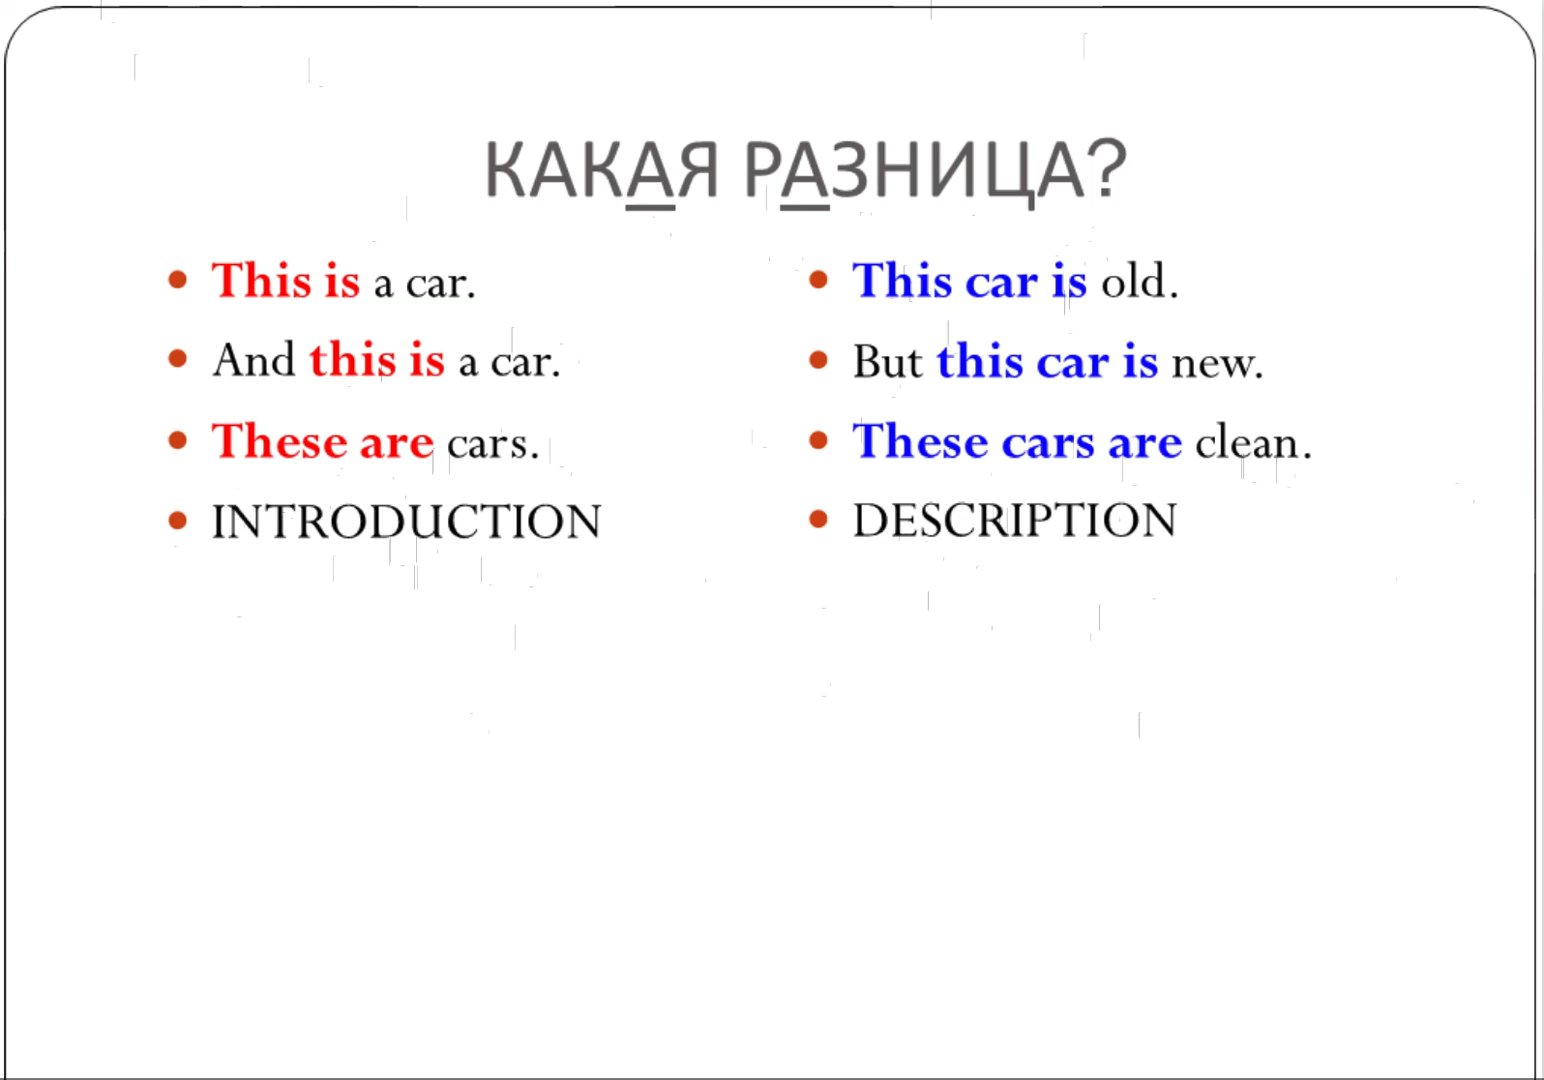 КАКАЯ РАЗНИЦА?
This is a car.
And this is a car.
These are cars.
INTRODUCTION
This car is old.
But this car is new.
These cars are clean.
DESCRIPTION